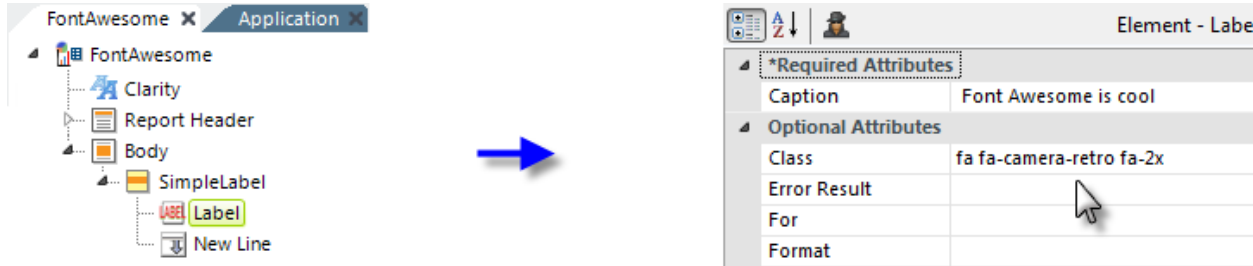 FontAwesome Application
FontAwesome
Clarity
Report Header
Body
SimpleLabel
LABEL Label
New Line
A Z Element - Labe
*Required Attributes
Caption Font Awesome is cool
Optional Attributes
Class fa fa-camera-retro fa-2x
Error Result
For
Format